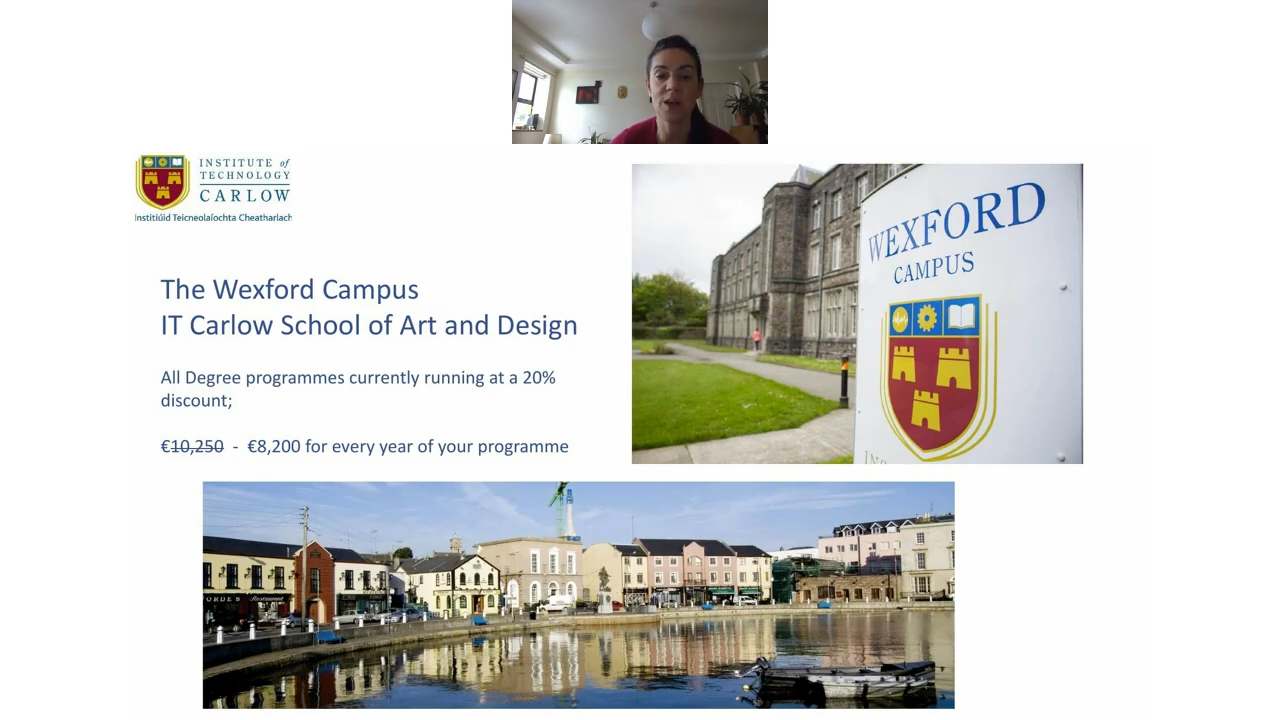 INSTITUTE of
TECHNOLOGY
CARLOW
Institiúid Teicneolaíochta Cheatharlach
The Wexford Campus
IT Carlow School of Art and Design
All Degree programmes currently running at a 20%
discount;
€10,250 - €8,200 for every year of your programme
WEXFORD
CAMPUS
Restaurant